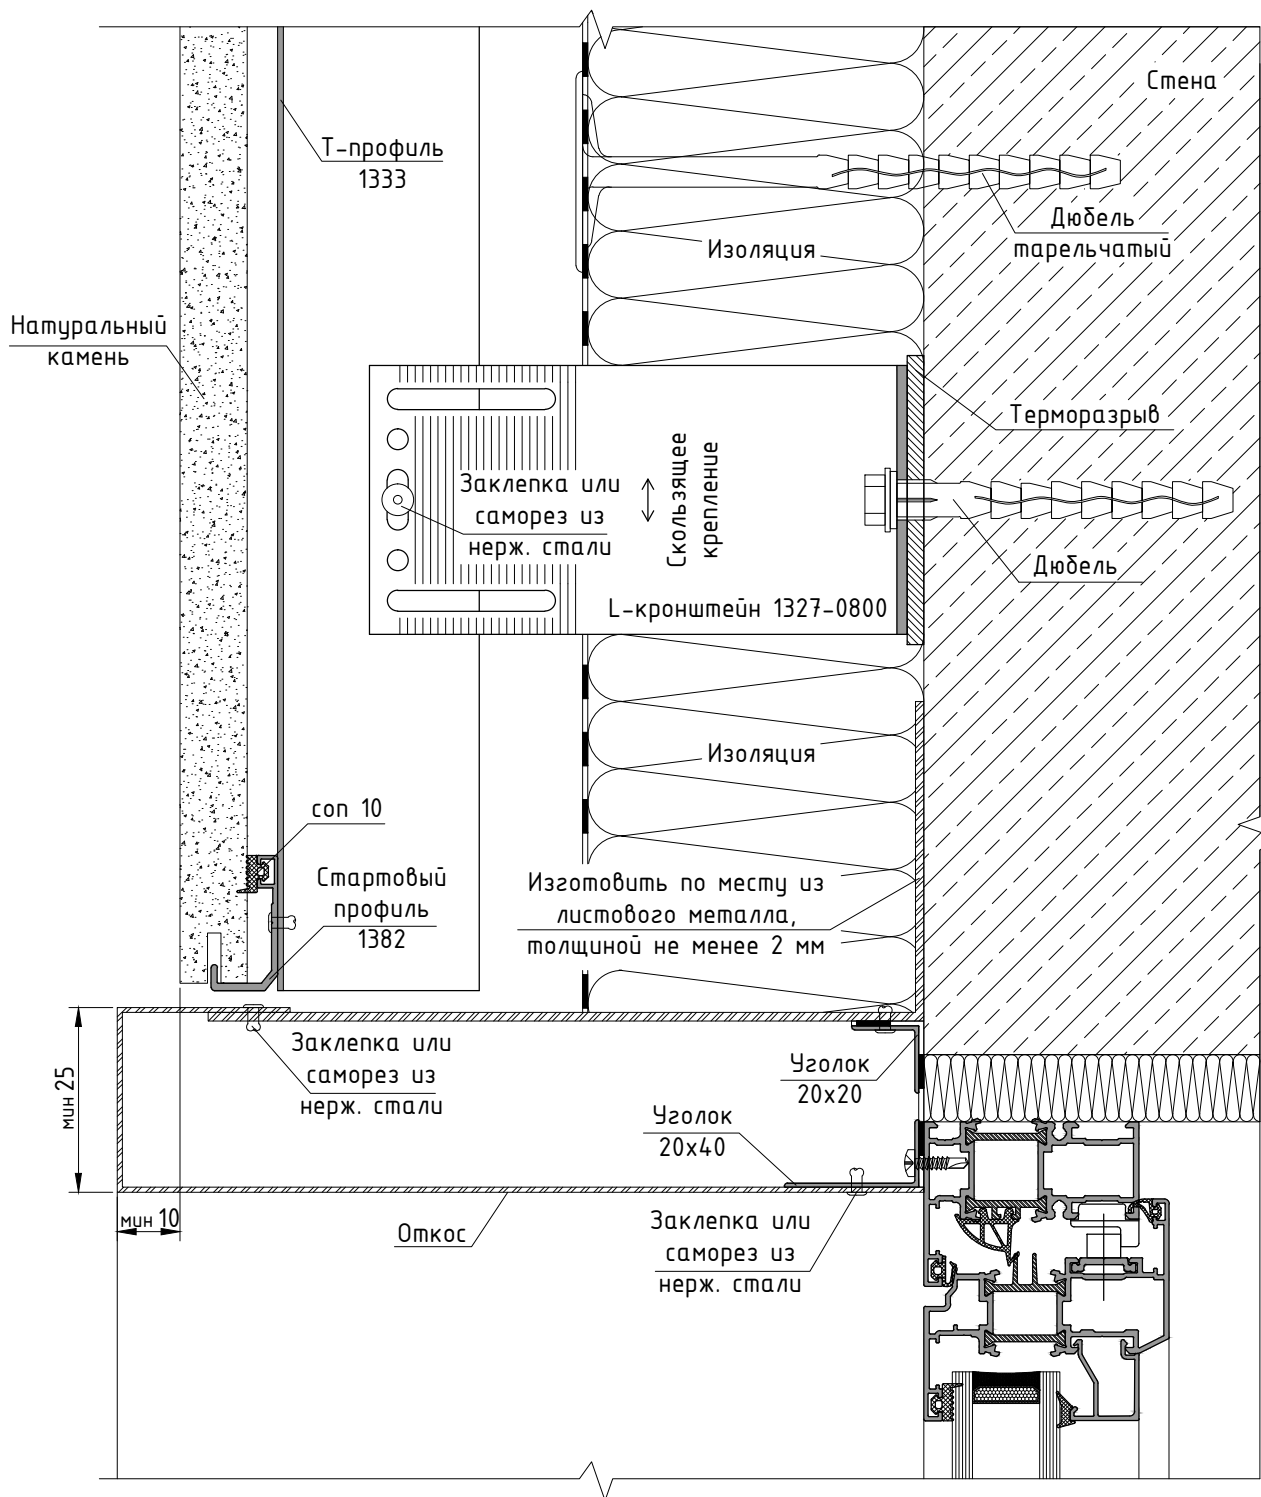 Стена
Т-профиль
1333
Дюбель
тарельчатый
Изоляция
Натуральный
камень
Терморазрыв
Заклепка или
саморез из
нерж. стали
Скользящее
крепление
Дюбель
L-кронштейн 1327-0800
Изоляция
соп 10
Стартовый
профиль
1382
Изготовить по месту из
листового металла,
толщиной не менее 2 мм
Заклепка или
саморез из
нерж. стали
Уголок
20х20
мин 25
Уголок
20х40
мин 10
Откос
Заклепка или
саморез из
нерж. стали